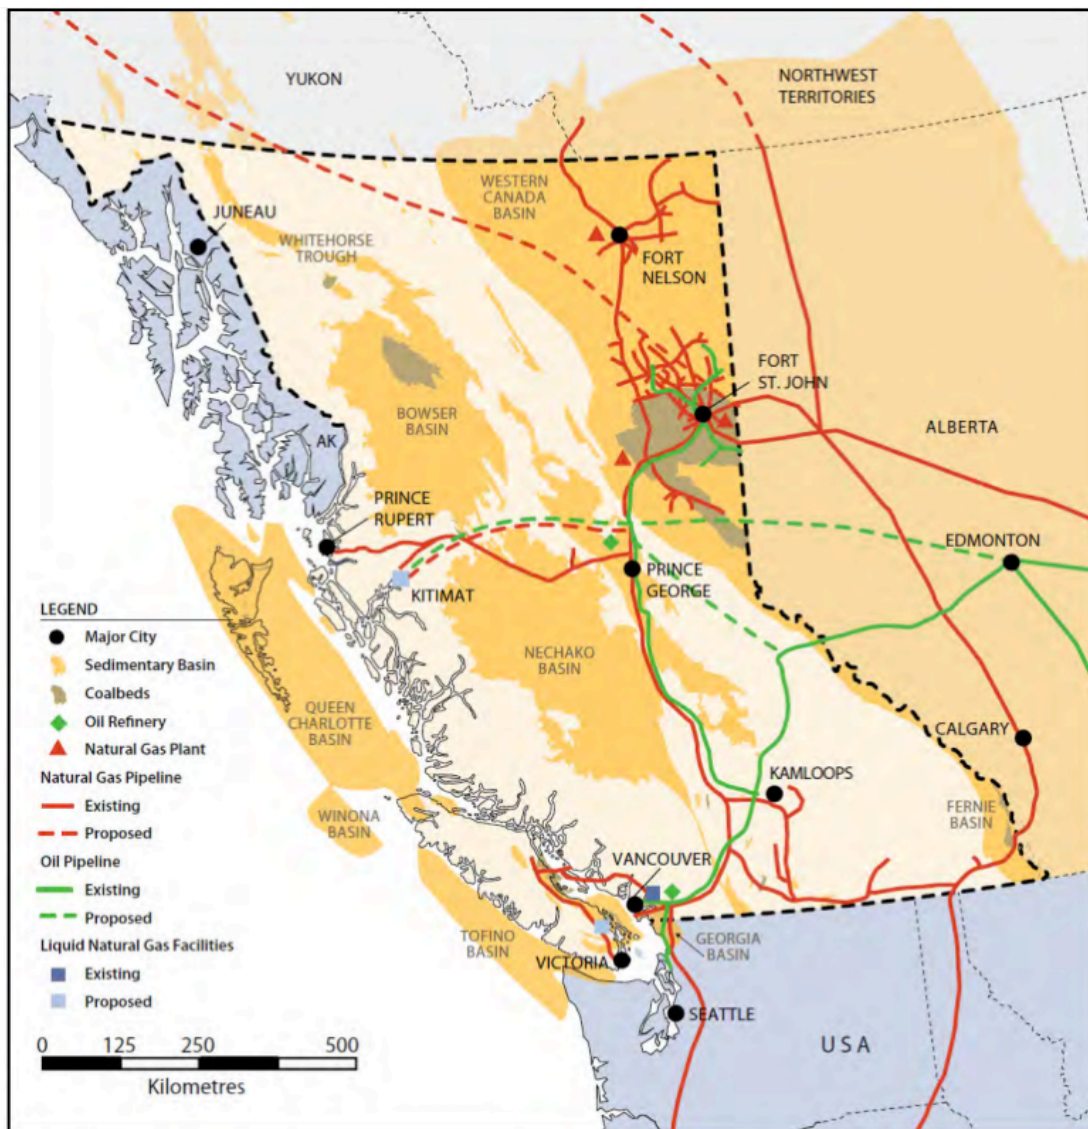 YUKON
NORTHWEST
TERRITORIES
WESTERN
CANADA
BASIN
JUNEAU
WHITEHORSE
TROUGH
FORT
NELSON
FORT
ST. JOHN
BOWSER
BASIN
ALBERTA
AK
PRINCE
RUPERT
EDMONTON
PRINCE
GEORGE
KITIMAT
LEGEND
Major City
Sedimentary Basin
Coalbeds
Oil Refinery
Natural Gas Plant
Natural Gas Pipeline
Existing
Proposed
Oil Pipeline
Existing
Proposed
Liquid Natural Gas Facilities
Existing
Proposed
NECHAKO
BASIN
QUEEN
CHARLOTTE
BASIN
CALGARY
KAMLOOPS
FERNIE
BASIN
WINONA
BASIN
VANCOUVER
TOFINO
BASIN
GEORGIA
BASIN
VICTORIA
SEATTLE
USA
0 125 250 500
Kilometres